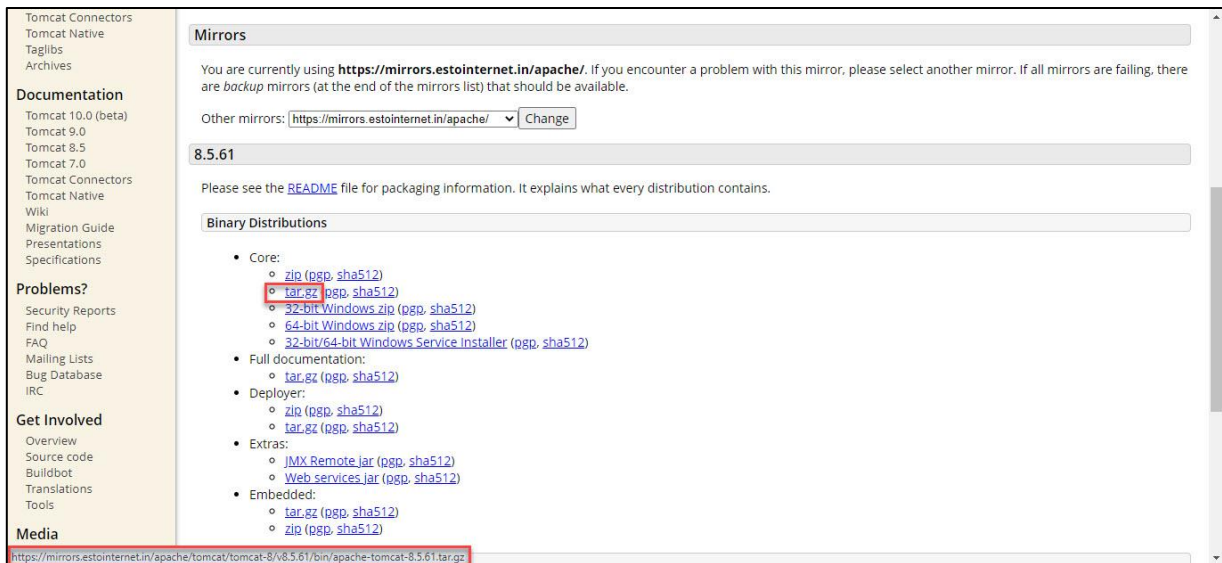 Tomcat Connectors
Tomcat Native
Taglibs
Archives
Documentation
Tomcat 10.0 (beta)
Tomcat 9.0
Tomcat 8.5
Tomcat 7.0
Tomcat Connectors
Tomcat Native
Wiki
Migration Guide
Presentations
Specifications
Problems?
Security Reports
Find help
FAQ
Mailing Lists
Bug Database
IRC
Get Involved
Overview
Source code
Buildbot
Translations
Tools
Media
https://mirrors.estointernet.in/apache/tomcat/tomcat-8/v8.5.61/bin/apache-tomcat-8.5.61.tar.gz
Mirrors
You are currently using https://mirrors.estointernet.in/apache/. If you encounter a problem with this mirror, please select another mirror. If all mirrors are failing, there
are backup mirrors (at the end of the mirrors list) that should be available.
Other mirrors: https://mirrors.estointernet.in/apache/ Change
8.5.61
Please see the README file for packaging information. It explains what every distribution contains.
Binary Distributions
• Core:
zip (pgp, sha512)
tar.gz (pgp, sha512)
32-bit Windows zip (pgp, sha512)
64-bit Windows zip (pgp, sha512)
32-bit/64-bit Windows Service Installer (pgp, sha512)
• Full documentation:
tar.gz (pgp, sha512)
• Deployer:
zip (pgp, sha512)
tar.gz (pgp, sha512)
• Extras:
JMX Remote jar (pgp, sha512)
Web services jar (pgp, sha512)
• Embedded:
tar.gz (pgp, sha512)
zip (pgp, sha512)